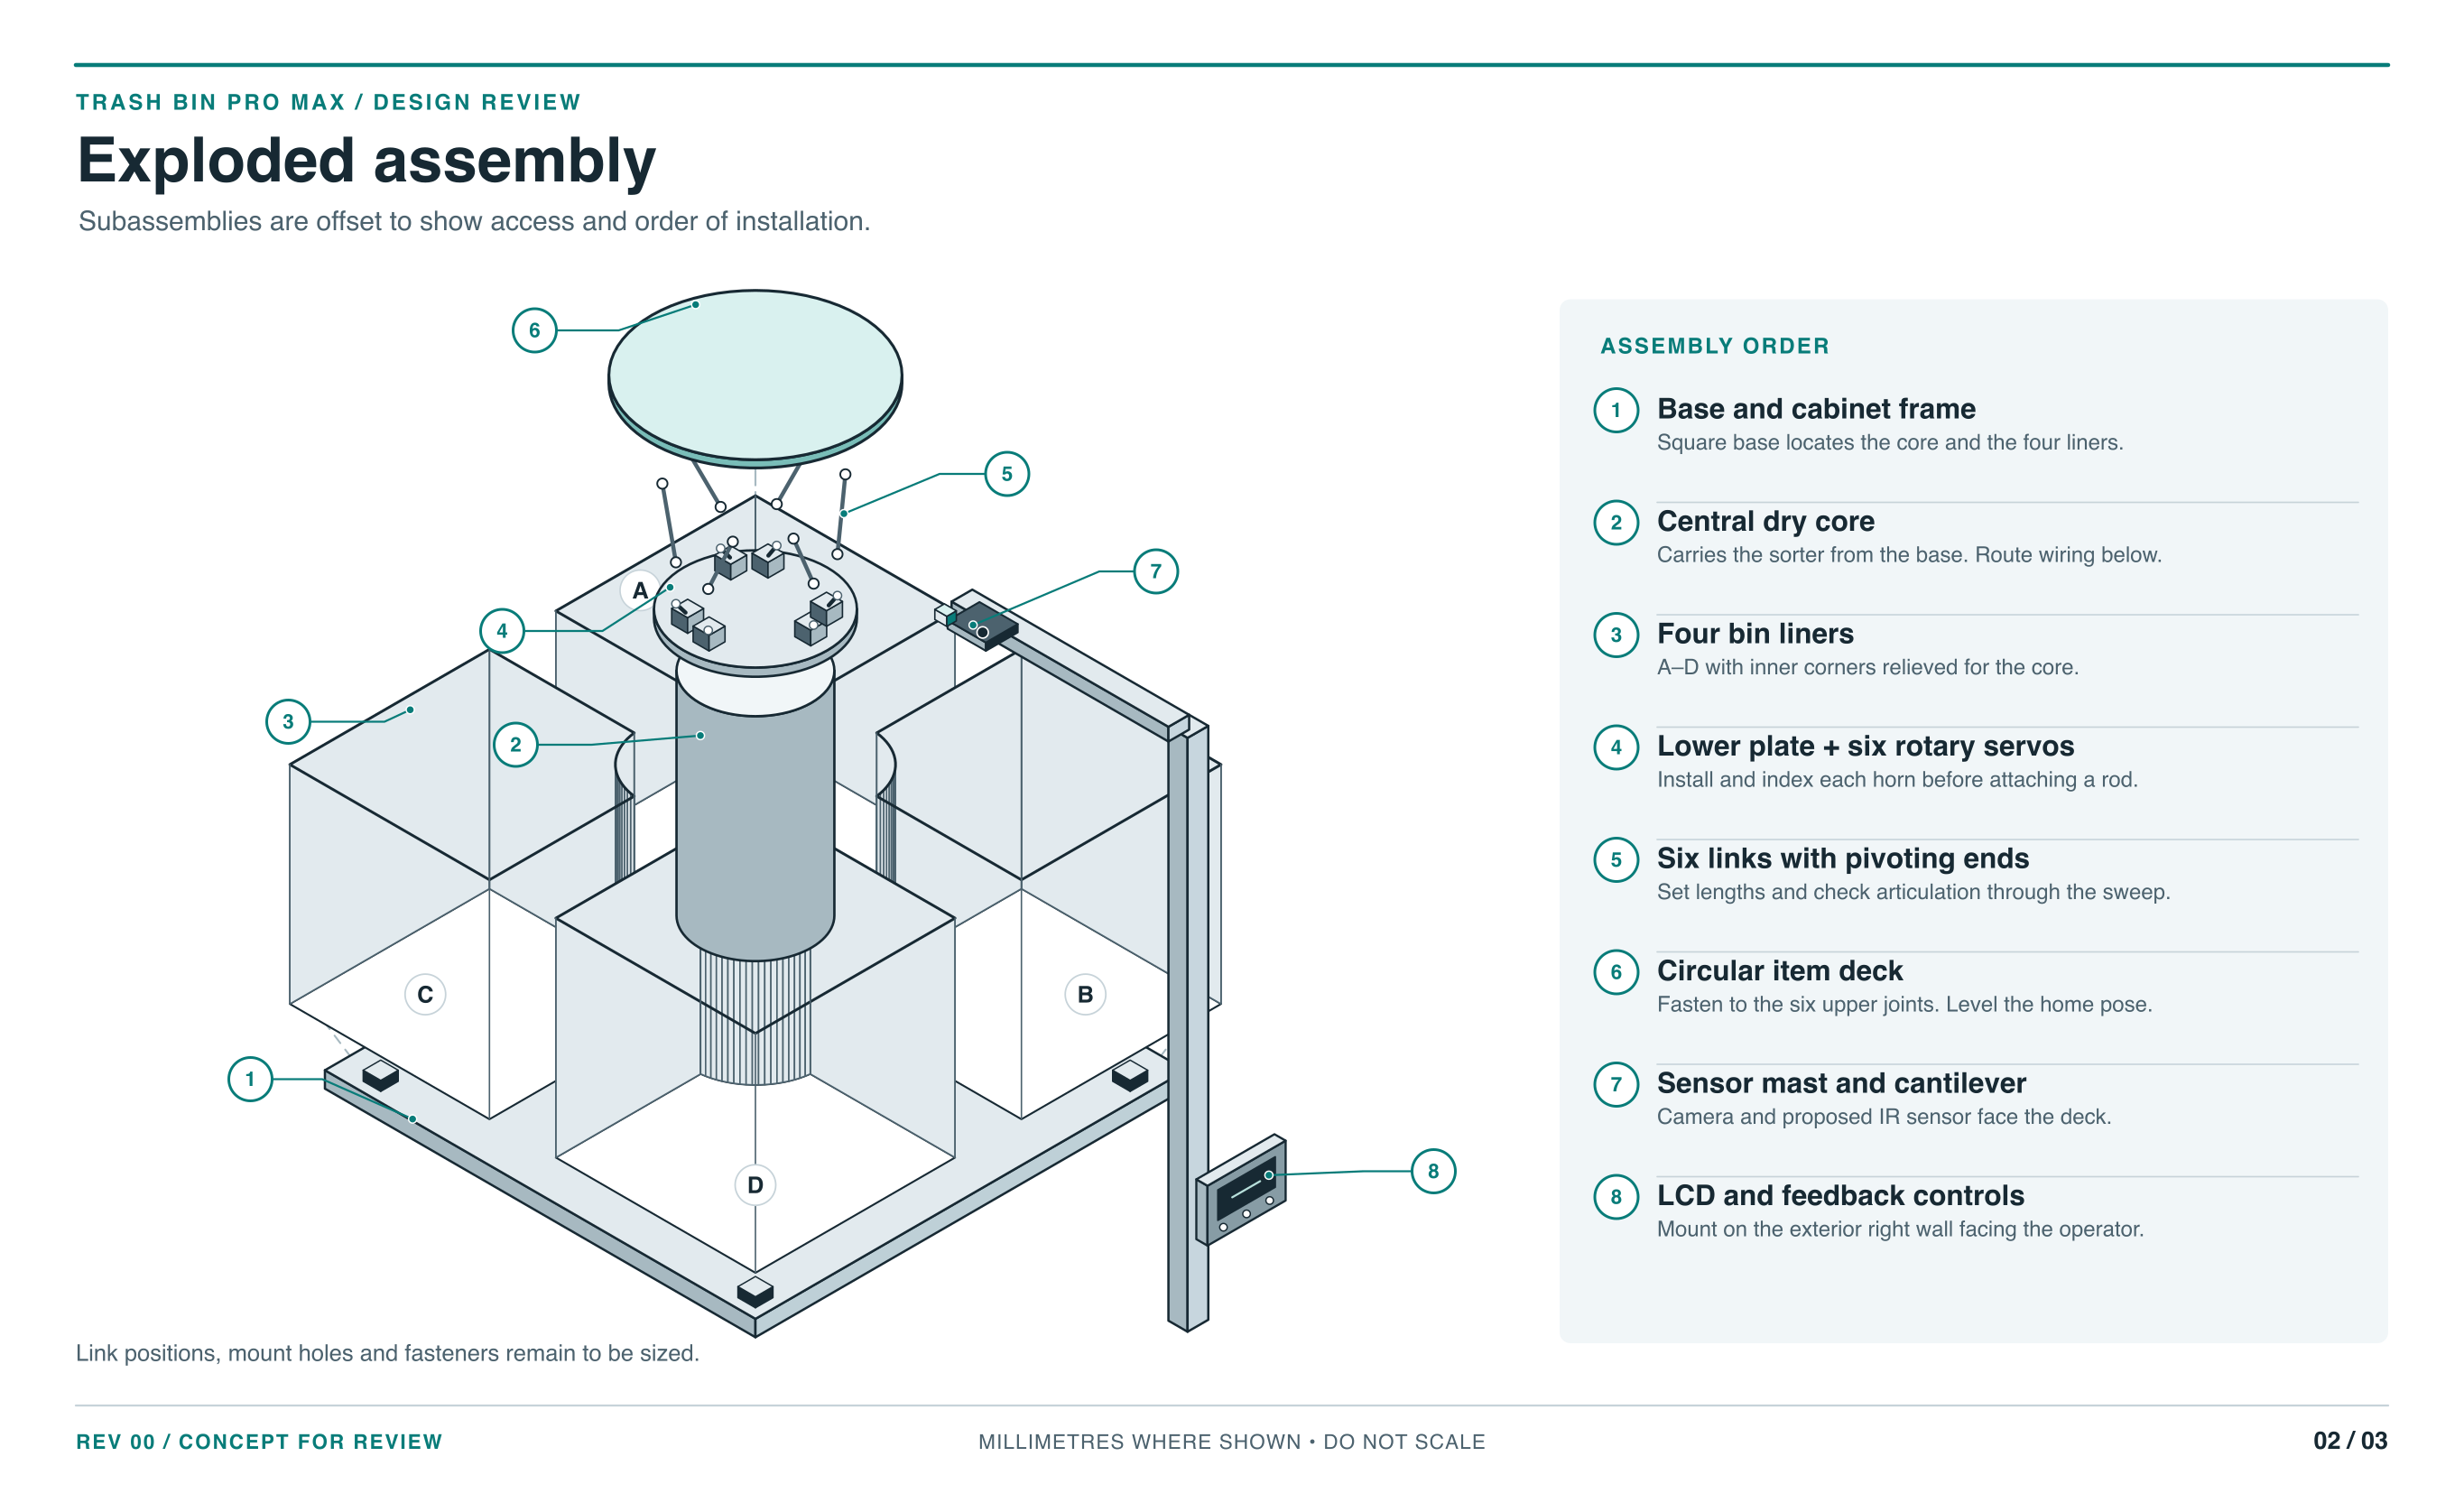 TRASH BIN PRO MAX / DESIGN REVIEW
Exploded assembly
Subassemblies are offset to show access and order of installation.
6
5
7
A
4
3
2
C
B
1
8
D
Link positions, mount holes and fasteners remain to be sized.
ASSEMBLY ORDER
1 Base and cabinet frame
Square base locates the core and the four liners.
2 Central dry core
Carries the sorter from the base. Route wiring below.
3 Four bin liners
A–D with inner corners relieved for the core.
4 Lower plate + six rotary servos
Install and index each horn before attaching a rod.
5 Six links with pivoting ends
Set lengths and check articulation through the sweep.
6 Circular item deck
Fasten to the six upper joints. Level the home pose.
7 Sensor mast and cantilever
Camera and proposed IR sensor face the deck.
8 LCD and feedback controls
Mount on the exterior right wall facing the operator.
REV 00 / CONCEPT FOR REVIEW
MILLIMETRES WHERE SHOWN • DO NOT SCALE
02 / 03